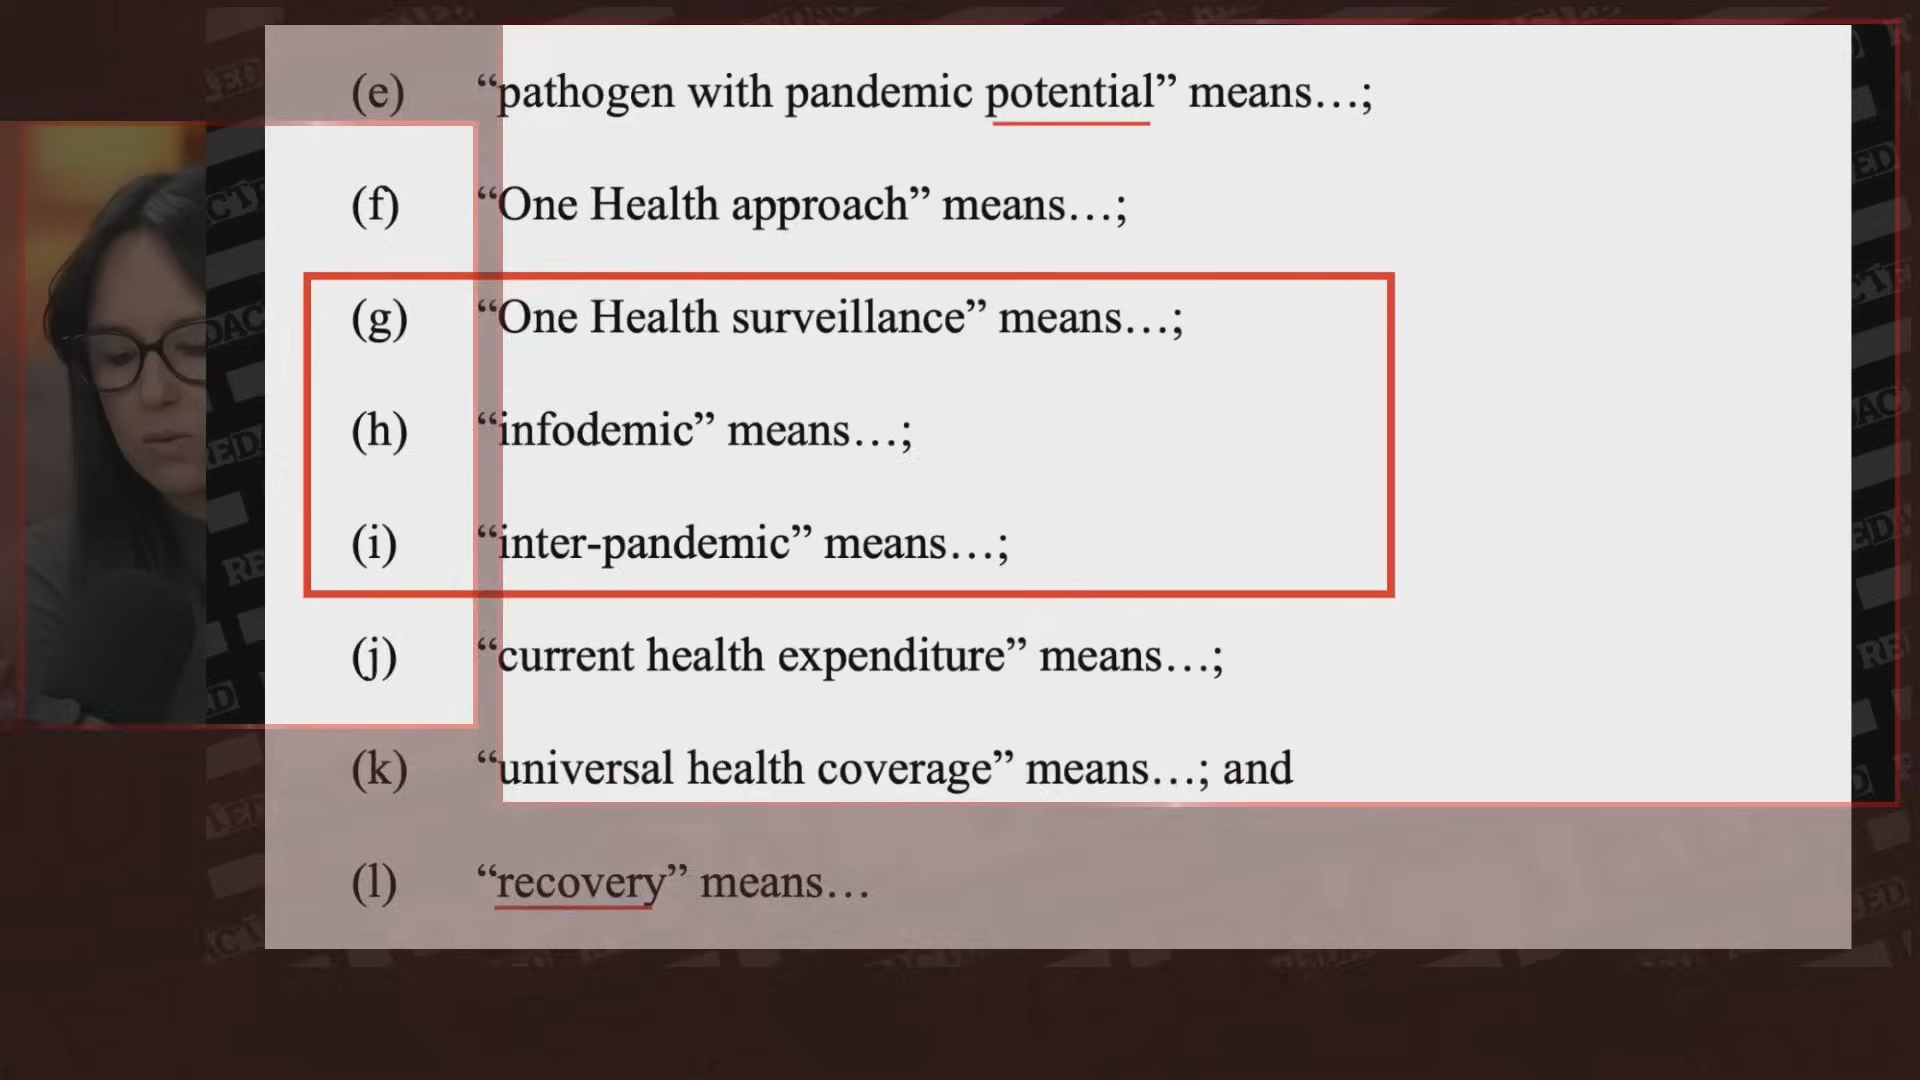 (e) “pathogen with pandemic potential” means…;
(f) “One Health approach” means…;
(g) “One Health surveillance” means…;
(h) “infodemic” means…;
(i) “inter-pandemic” means…;
(j) “current health expenditure” means…;
(k) “universal health coverage” means…; and
(l) “recovery” means…